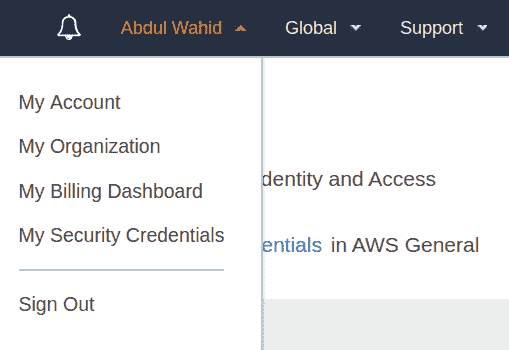 Abdul Wahid Global Support
My Account
My Organization
dentity and Access
My Billing Dashboard
My Security Credentials
entials in AWS General
Sign Out